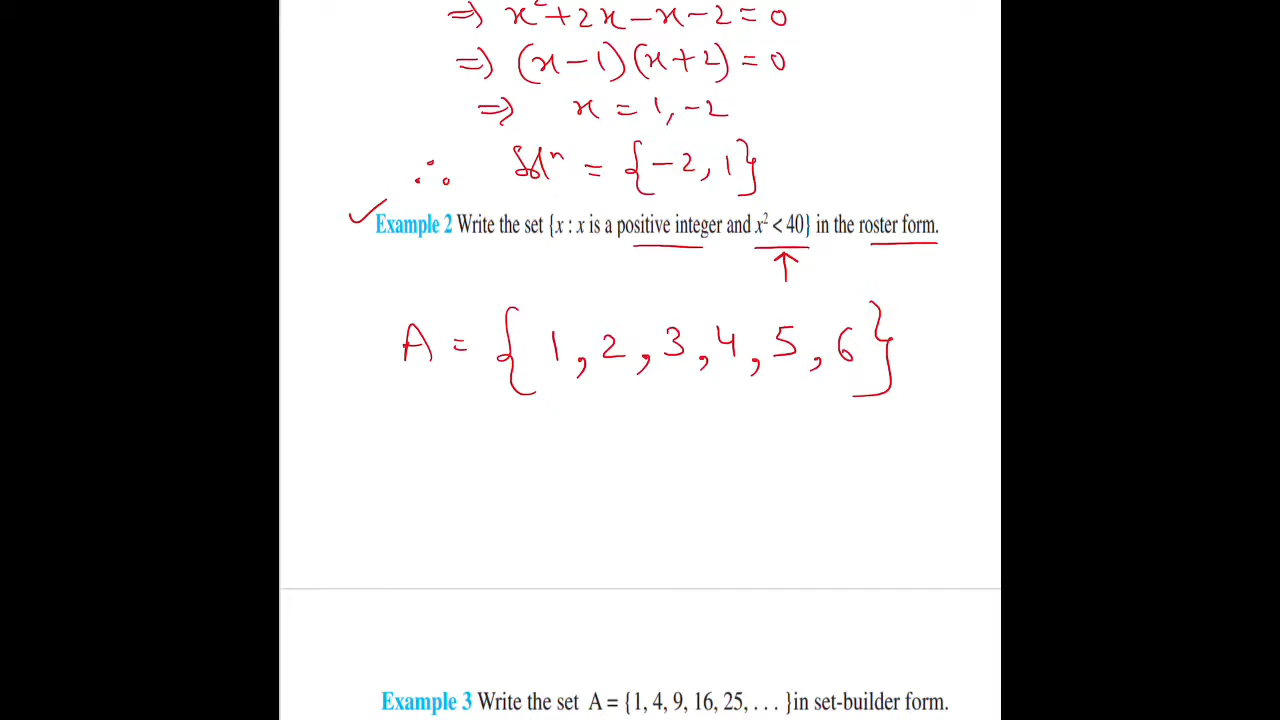 ⇒ x² + 2x − x − 2 = 0
⇒ (x − 1)(x + 2) = 0
⇒ x = 1, −2
∴ Solⁿ = {−2, 1}
Example 2 Write the set {x : x is a positive integer and x² < 40} in the roster form.
A = {1, 2, 3, 4, 5, 6}
Example 3 Write the set A = {1, 4, 9, 16, 25, . . . }in set-builder form.